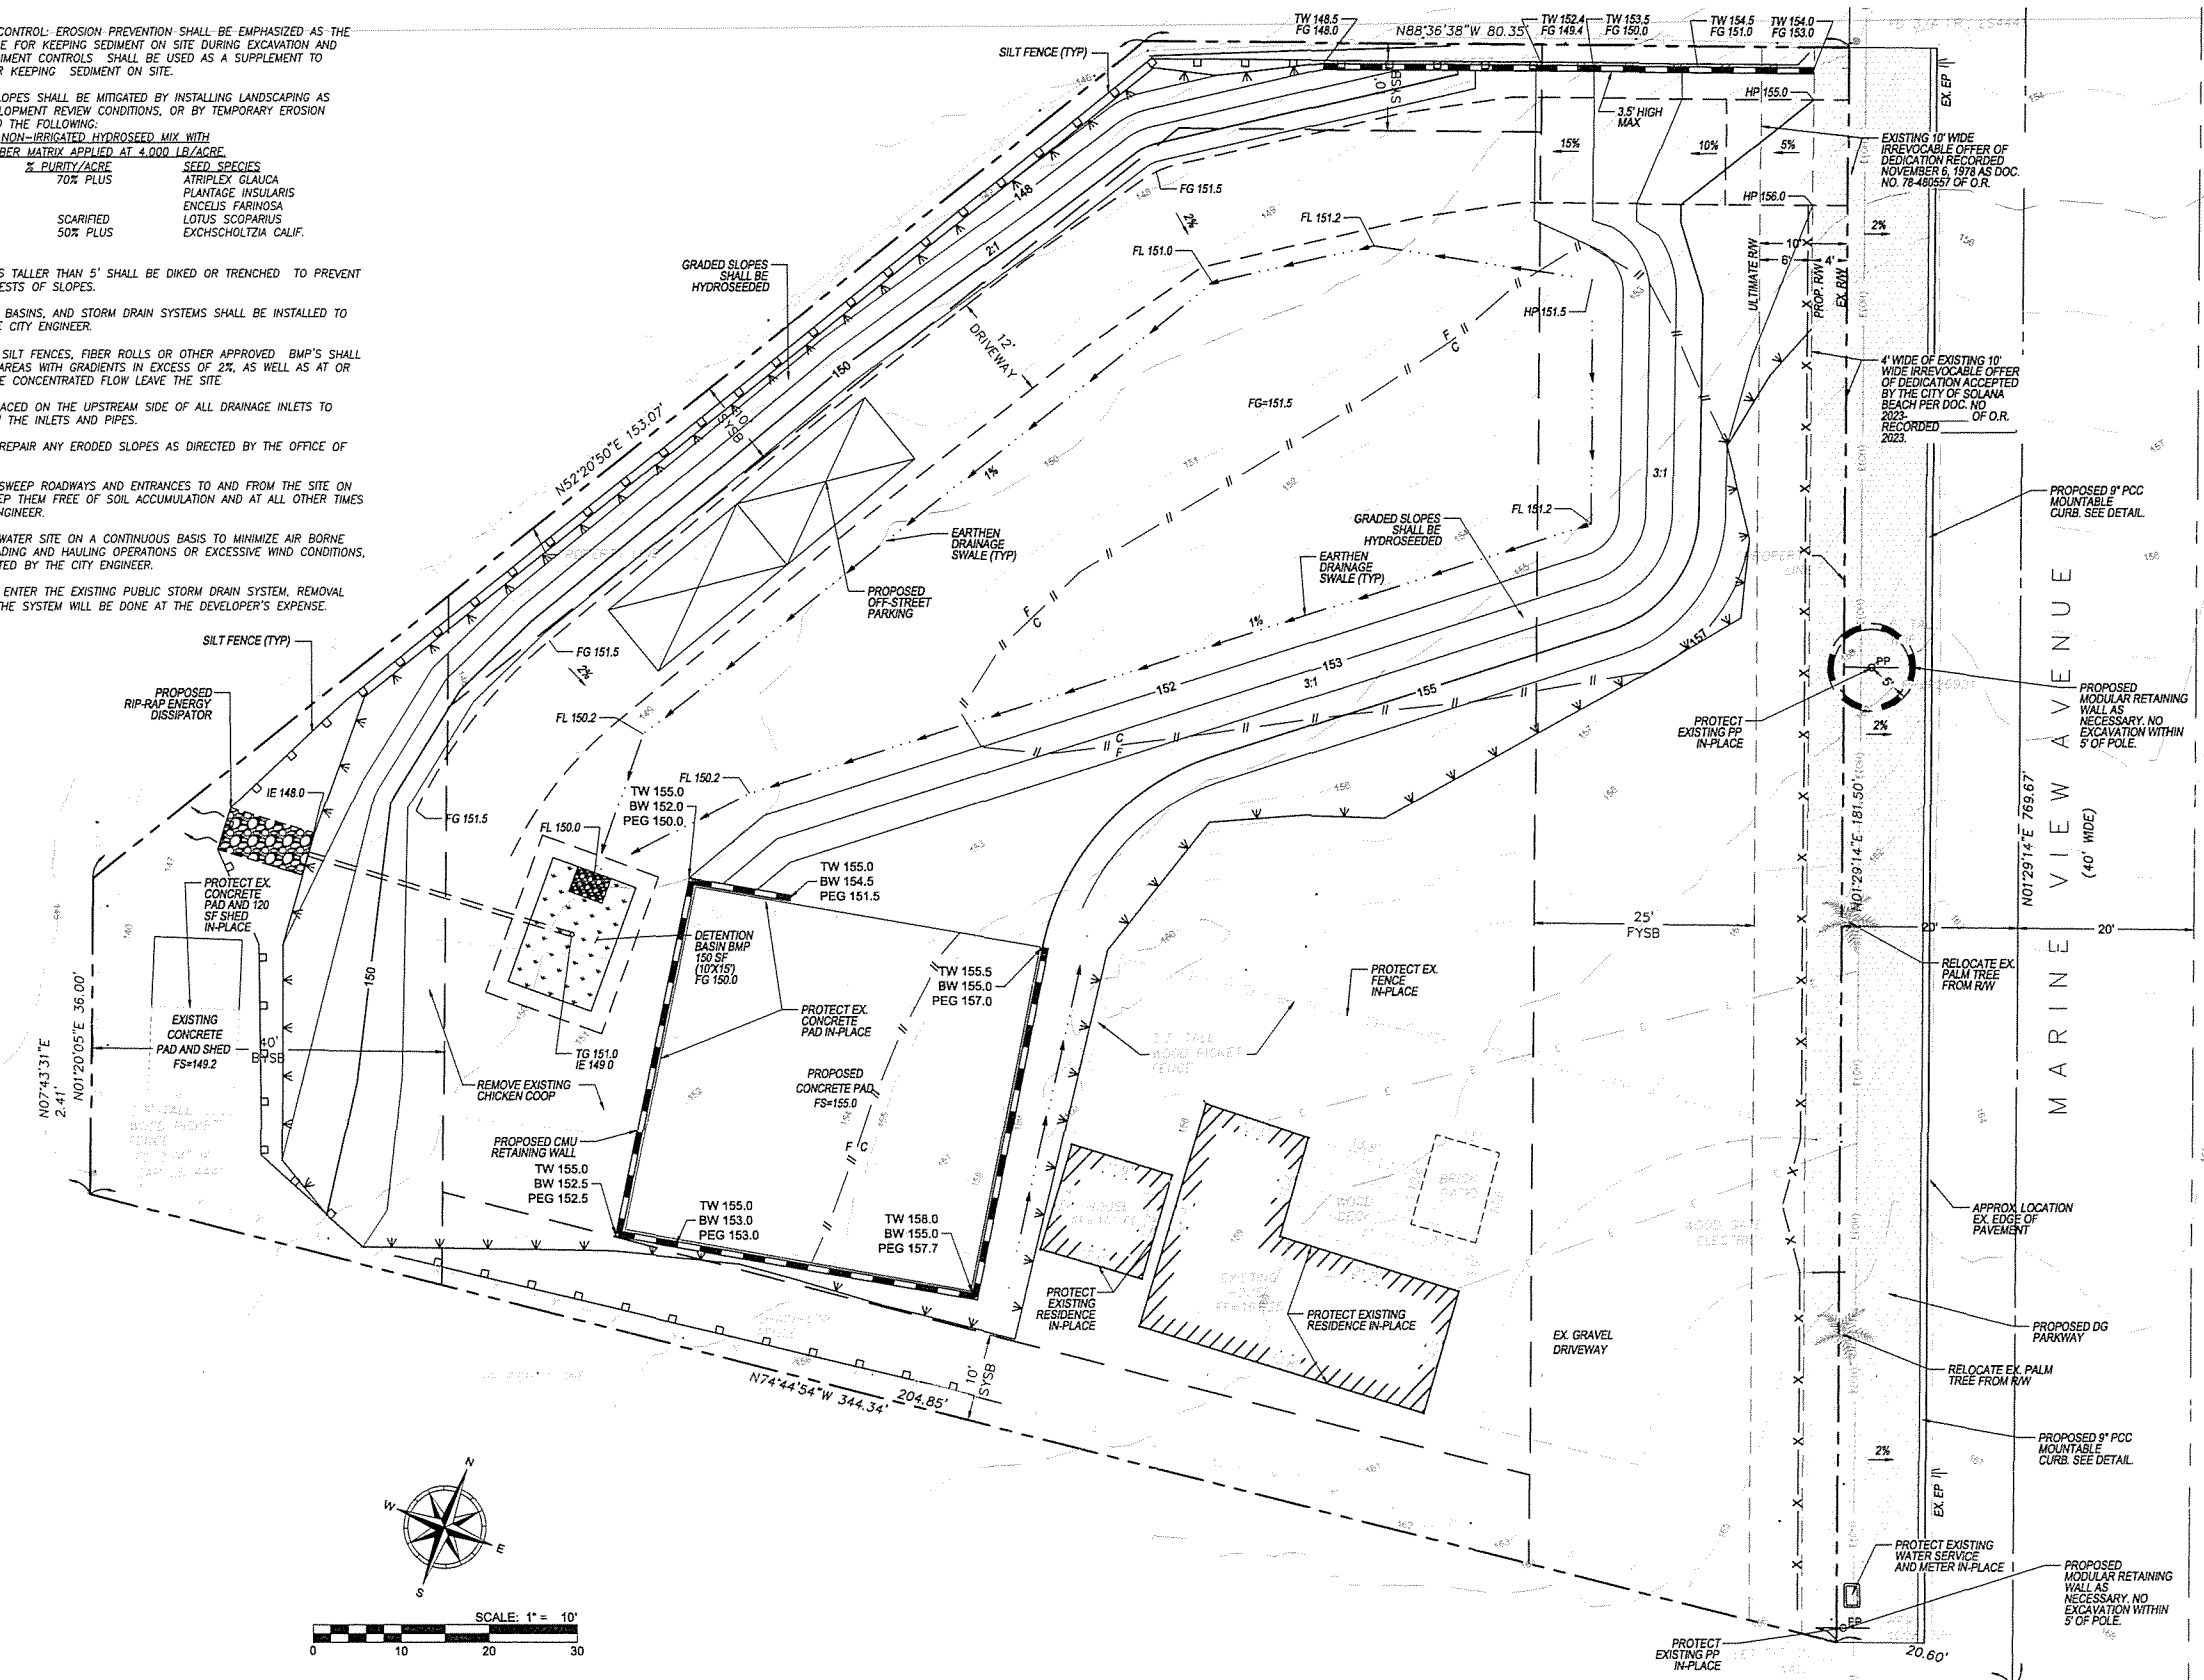 CONTROL: EROSION PREVENTION SHALL BE EMPHASIZED AS THE
E FOR KEEPING SEDIMENT ON SITE DURING EXCAVATION AND
IMENT CONTROLS SHALL BE USED AS A SUPPLEMENT TO
R KEEPING SEDIMENT ON SITE.
OPES SHALL BE MITIGATED BY INSTALLING LANDSCAPING AS
LOPMENT REVIEW CONDITIONS, OR BY TEMPORARY EROSION
O THE FOLLOWING:
NON-IRRIGATED HYDROSEED MIX WITH
BER MATRIX APPLIED AT 4,000 LB/ACRE.
% PURITY/ACRE SEED SPECIES
70% PLUS ATRIPLEX GLAUCA
PLANTAGE INSULARIS
ENCELIS FARINOSA
SCARIFIED LOTUS SCOPARIUS
50% PLUS EXCHSCHOLTZIA CALIF.
S TALLER THAN 5' SHALL BE DIKED OR TRENCHED TO PREVENT
ESTS OF SLOPES.
BASINS, AND STORM DRAIN SYSTEMS SHALL BE INSTALLED TO
E CITY ENGINEER.
SILT FENCES, FIBER ROLLS OR OTHER APPROVED BMP'S SHALL
AREAS WITH GRADIENTS IN EXCESS OF 2%, AS WELL AS AT OR
E CONCENTRATED FLOW LEAVE THE SITE.
ACED ON THE UPSTREAM SIDE OF ALL DRAINAGE INLETS TO
THE INLETS AND PIPES.
REPAIR ANY ERODED SLOPES AS DIRECTED BY THE OFFICE OF
SWEEP ROADWAYS AND ENTRANCES TO AND FROM THE SITE ON
EP THEM FREE OF SOIL ACCUMULATION AND AT ALL OTHER TIMES
NGINEER.
WATER SITE ON A CONTINUOUS BASIS TO MINIMIZE AIR BORNE
ADING AND HAULING OPERATIONS OR EXCESSIVE WIND CONDITIONS,
TED BY THE CITY ENGINEER.
ENTER THE EXISTING PUBLIC STORM DRAIN SYSTEM, REMOVAL
THE SYSTEM WILL BE DONE AT THE DEVELOPER'S EXPENSE.
SILT FENCE (TYP)
TW 148.5
FG 148.0
N88°36'38"W 80.35'
TW 152.4
FG 149.4
TW 153.5
FG 150.0
TW 154.5
FG 151.0
TW 154.0
FG 153.0
10'
SYSB
3.5' HIGH
MAX
HP 155.0
15%
10%
5%
EX. EP
EXISTING 10' WIDE
IRREVOCABLE OFFER OF
DEDICATION RECORDED
NOVEMBER 6, 1978 AS DOC.
NO. 78-480557 OF O.R.
HP 156.0
2%
10'
6'
4'
ULTIMATE R/W
PROP. R/W
EX. R/W
FG 151.5
2%
FL 151.2
FL 151.0
HP 151.5
148
2:1
GRADED SLOPES
SHALL BE
HYDROSEEDED
12'
DRIVEWAY
150
FG=151.5
F
C
4' WIDE OF EXISTING 10'
WIDE IRREVOCABLE OFFER
OF DEDICATION ACCEPTED
BY THE CITY OF SOLANA
BEACH PER DOC. NO
2023-________ OF O.R.
RECORDED ________
2023.
N52°20'50"E 153.07'
10'
SYSB
1%
3:1
FL 151.2
GRADED SLOPES
SHALL BE
HYDROSEEDED
EARTHEN
DRAINAGE
SWALE (TYP)
EARTHEN
DRAINAGE
SWALE (TYP)
PROPOSED 9" PCC
MOUNTABLE
CURB. SEE DETAIL.
PROPOSED
OFF-STREET
PARKING
F
C
1%
157
153
152
3:1
155
C
F
SILT FENCE (TYP)
FG 151.5
2%
PROPOSED
RIP-RAP ENERGY
DISSIPATOR
FL 150.2
FL 150.2
IE 148.0
FG 151.5
FL 150.0
TW 155.0
BW 152.0
PEG 150.0
PP
5'
PROTECT
EXISTING PP
IN-PLACE
2%
PROPOSED
MODULAR RETAINING
WALL AS
NECESSARY. NO
EXCAVATION WITHIN
5' OF POLE.
N01°29'14"E 181.50'
N01°29'14"E 769.67'
MARINE VIEW AVENUE
(40' WIDE)
TW 155.0
BW 154.5
PEG 151.5
PROTECT EX.
CONCRETE
PAD AND 120
SF SHED
IN-PLACE
DETENTION
BASIN BMP
150 SF
(10'X15')
FG 150.0
25'
FYSB
20'
20'
TW 155.5
BW 155.0
PEG 157.0
PROTECT EX.
FENCE
IN-PLACE
RELOCATE EX.
PALM TREE
FROM R/W
150
EXISTING
CONCRETE
PAD AND SHED
FS=149.2
40'
BYSB
N07°43'31"E
2.41'
N01°20'05"E 36.00'
PROTECT EX.
CONCRETE
PAD IN-PLACE
TG 151.0
IE 149.0
REMOVE EXISTING
CHICKEN COOP
PROPOSED
CONCRETE PAD
FS=155.0
F C
PROPOSED CMU
RETAINING WALL
TW 155.0
BW 152.5
PEG 152.5
TW 155.0
BW 153.0
PEG 153.0
TW 158.0
BW 155.0
PEG 157.7
APPROX. LOCATION
EX. EDGE OF
PAVEMENT
PROTECT
EXISTING
RESIDENCE
IN-PLACE
PROTECT EXISTING
RESIDENCE IN-PLACE
EX. GRAVEL
DRIVEWAY
PROPOSED DG
PARKWAY
RELOCATE EX. PALM
TREE FROM R/W
10'
SYSB
N74°44'54"W 344.34'
204.85'
2%
PROPOSED 9" PCC
MOUNTABLE
CURB. SEE DETAIL.
EX. EP
N
W
E
S
PROTECT EXISTING
WATER SERVICE
AND METER IN-PLACE
PROPOSED
MODULAR RETAINING
WALL AS
NECESSARY. NO
EXCAVATION WITHIN
5' OF POLE.
SCALE: 1" = 10'
0 10 20 30
PROTECT
EXISTING PP
IN-PLACE
20.60'